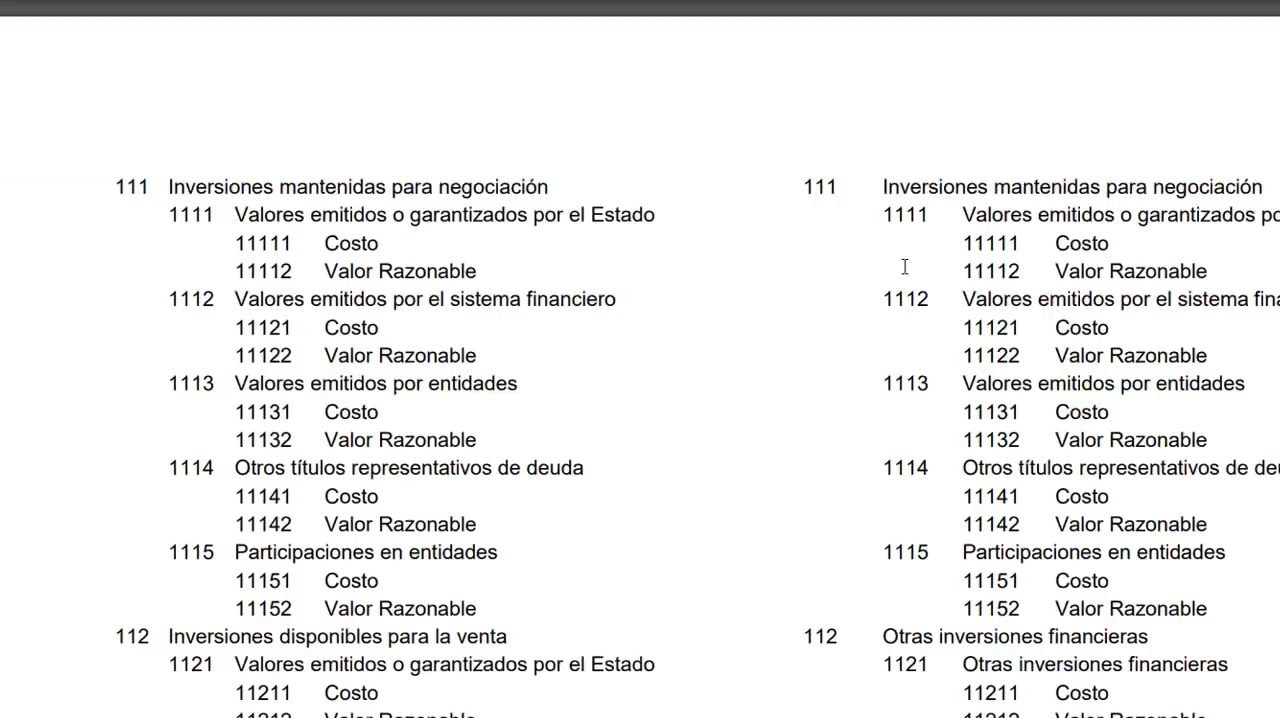 111 Inversiones mantenidas para negociación
1111 Valores emitidos o garantizados por el Estado
11111 Costo
11112 Valor Razonable
1112 Valores emitidos por el sistema financiero
11121 Costo
11122 Valor Razonable
1113 Valores emitidos por entidades
11131 Costo
11132 Valor Razonable
1114 Otros títulos representativos de deuda
11141 Costo
11142 Valor Razonable
1115 Participaciones en entidades
11151 Costo
11152 Valor Razonable
112 Inversiones disponibles para la venta
1121 Valores emitidos o garantizados por el Estado
11211 Costo
11212 Valor Razonable
111 Inversiones mantenidas para negociación
1111 Valores emitidos o garantizados
11111 Costo
11112 Valor Razonable
1112 Valores emitidos por el sistema
11121 Costo
11122 Valor Razonable
1113 Valores emitidos por entidades
11131 Costo
11132 Valor Razonable
1114 Otros títulos representativos de
11141 Costo
11142 Valor Razonable
1115 Participaciones en entidades
11151 Costo
11152 Valor Razonable
112 Otras inversiones financieras
1121 Otras inversiones financieras
11211 Costo
11212 Valor Razonable